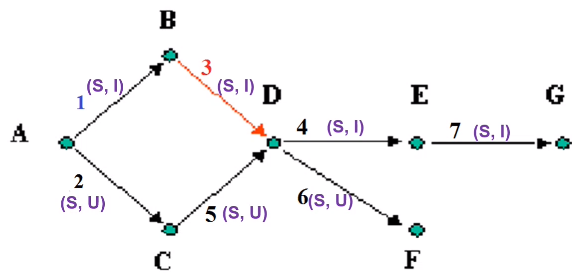 B
(S, I)
3
(S, I)
1
D
E
G
A
4 (S, I)
7 (S, I)
2
(S, U)
5 (S, U)
6(S, U)
C
F